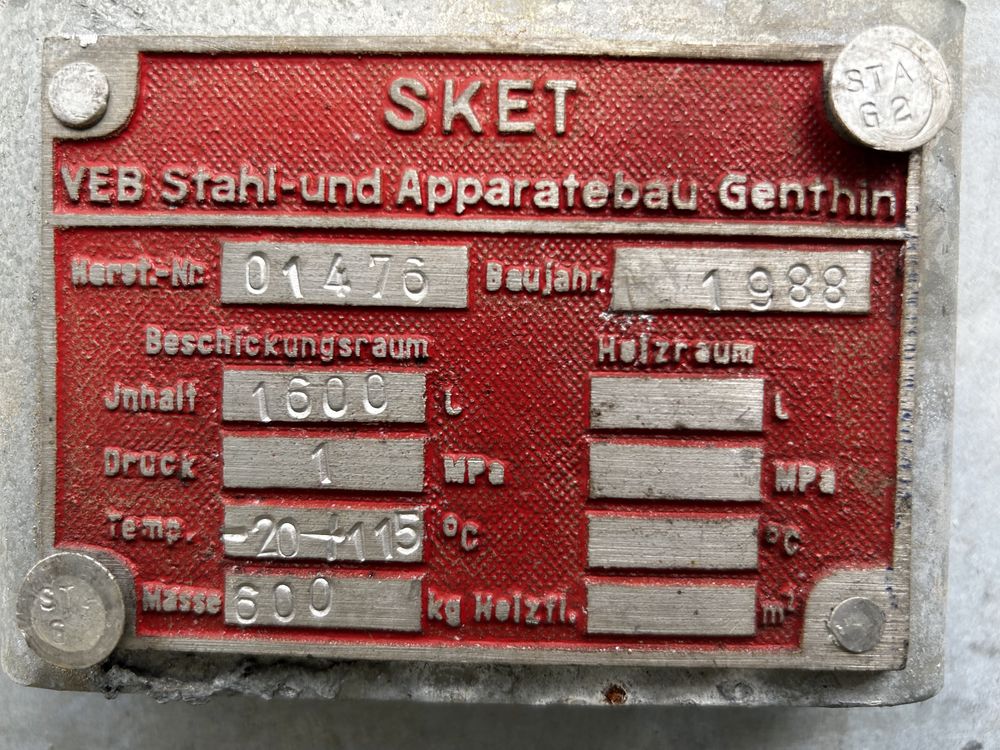 SKET
STA
G2
VEB Stahl-und Apparatebau Genthin
Herst.-Nr. 01476 Baujahr. 1988
Beschickungsraum Heizraum
Jnhalt 1600 l l
Druck 1 MPa MPa
Temp. -20-+115 °C °C
Masse 600 kg Heizfl. m²
ST
G